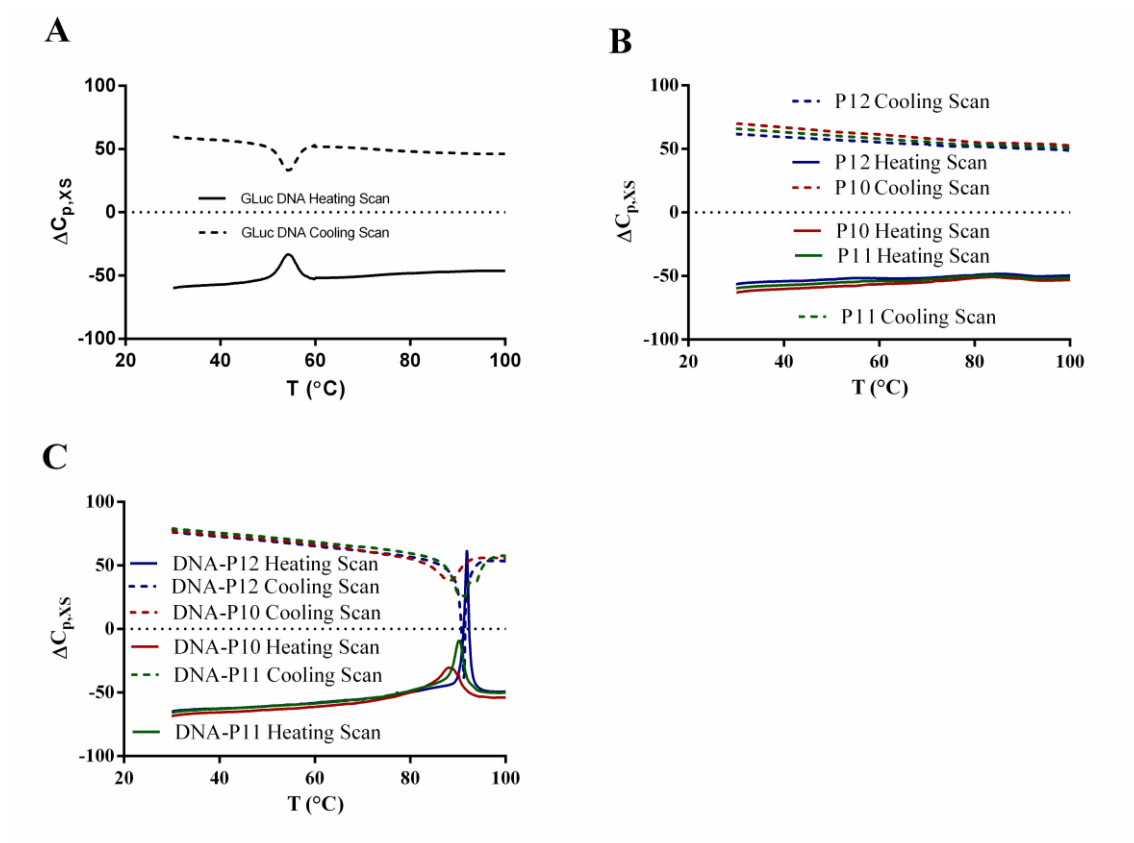 A
100
50
0
-50
-100
ΔCp,XS
GLuc DNA Heating Scan
GLuc DNA Cooling Scan
20 40 60 80 100
T (°C)
B
100
50
0
-50
-100
ΔCp,XS
P12 Cooling Scan
P12 Heating Scan
P10 Cooling Scan
P10 Heating Scan
P11 Heating Scan
P11 Cooling Scan
20 40 60 80 100
T (°C)
C
100
50
0
-50
-100
ΔCp,XS
DNA-P12 Heating Scan
DNA-P12 Cooling Scan
DNA-P10 Cooling Scan
DNA-P10 Heating Scan
DNA-P11 Cooling Scan
DNA-P11 Heating Scan
20 40 60 80 100
T (°C)